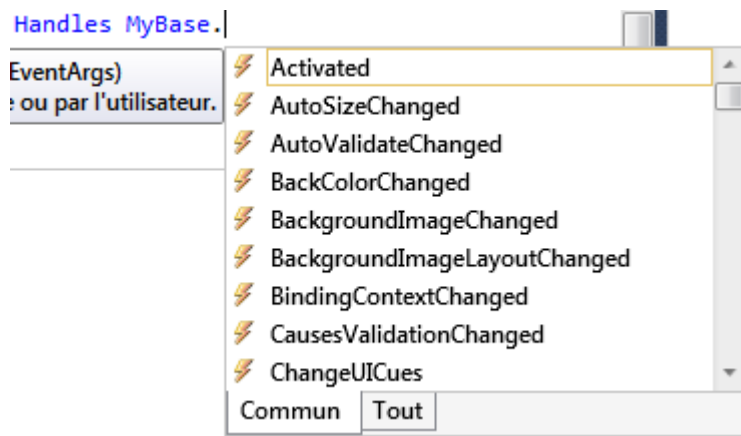 Handles MyBase.
EventArgs)
ou par l'utilisateur.
Activated
AutoSizeChanged
AutoValidateChanged
BackColorChanged
BackgroundImageChanged
BackgroundImageLayoutChanged
BindingContextChanged
CausesValidationChanged
ChangeUICues
Commun Tout